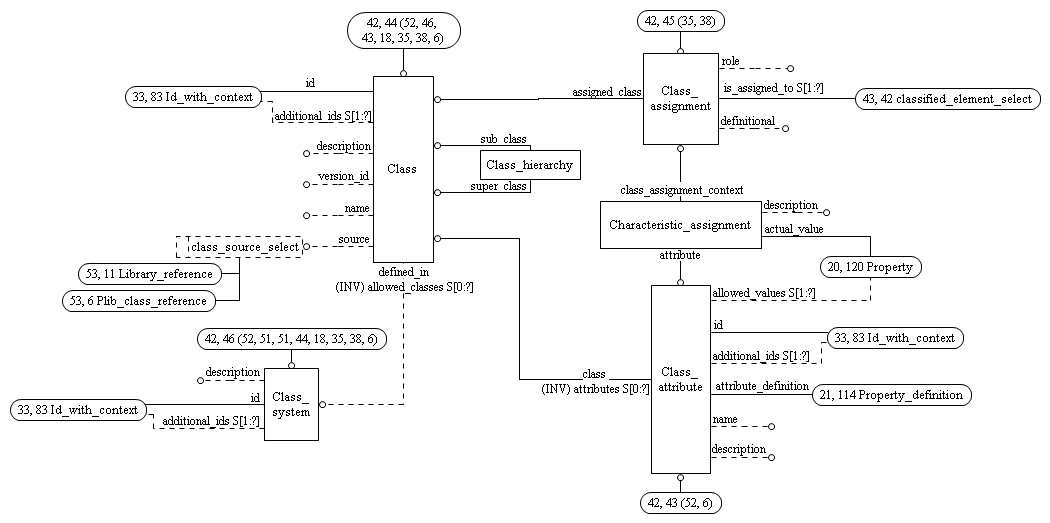 42, 44 (52, 46,
43, 18, 35, 38, 6)
42, 45 (35, 38)
id
33, 83 Id_with_context
additional_ids S[1:?]
description
version_id
name
source
Class
class_source_select
53, 11 Library_reference
53, 6 Plib_class_reference
defined_in
(INV) allowed_classes S[0:?]
sub_class
Class_hierarchy
super_class
assigned_class
Class_
assignment
role
is_assigned_to S[1:?]
43, 42 classified_element_select
definitional
class_assignment_context
Characteristic_assignment
description
actual_value
20, 120 Property
attribute
allowed_values S[1:?]
id
33, 83 Id_with_context
additional_ids S[1:?]
class
(INV) attributes S[0:?]
Class_
attribute
attribute_definition
21, 114 Property_definition
name
description
42, 43 (52, 6)
42, 46 (52, 51, 51, 44, 18, 35, 38, 6)
description
id
33, 83 Id_with_context
additional_ids S[1:?]
Class_
system